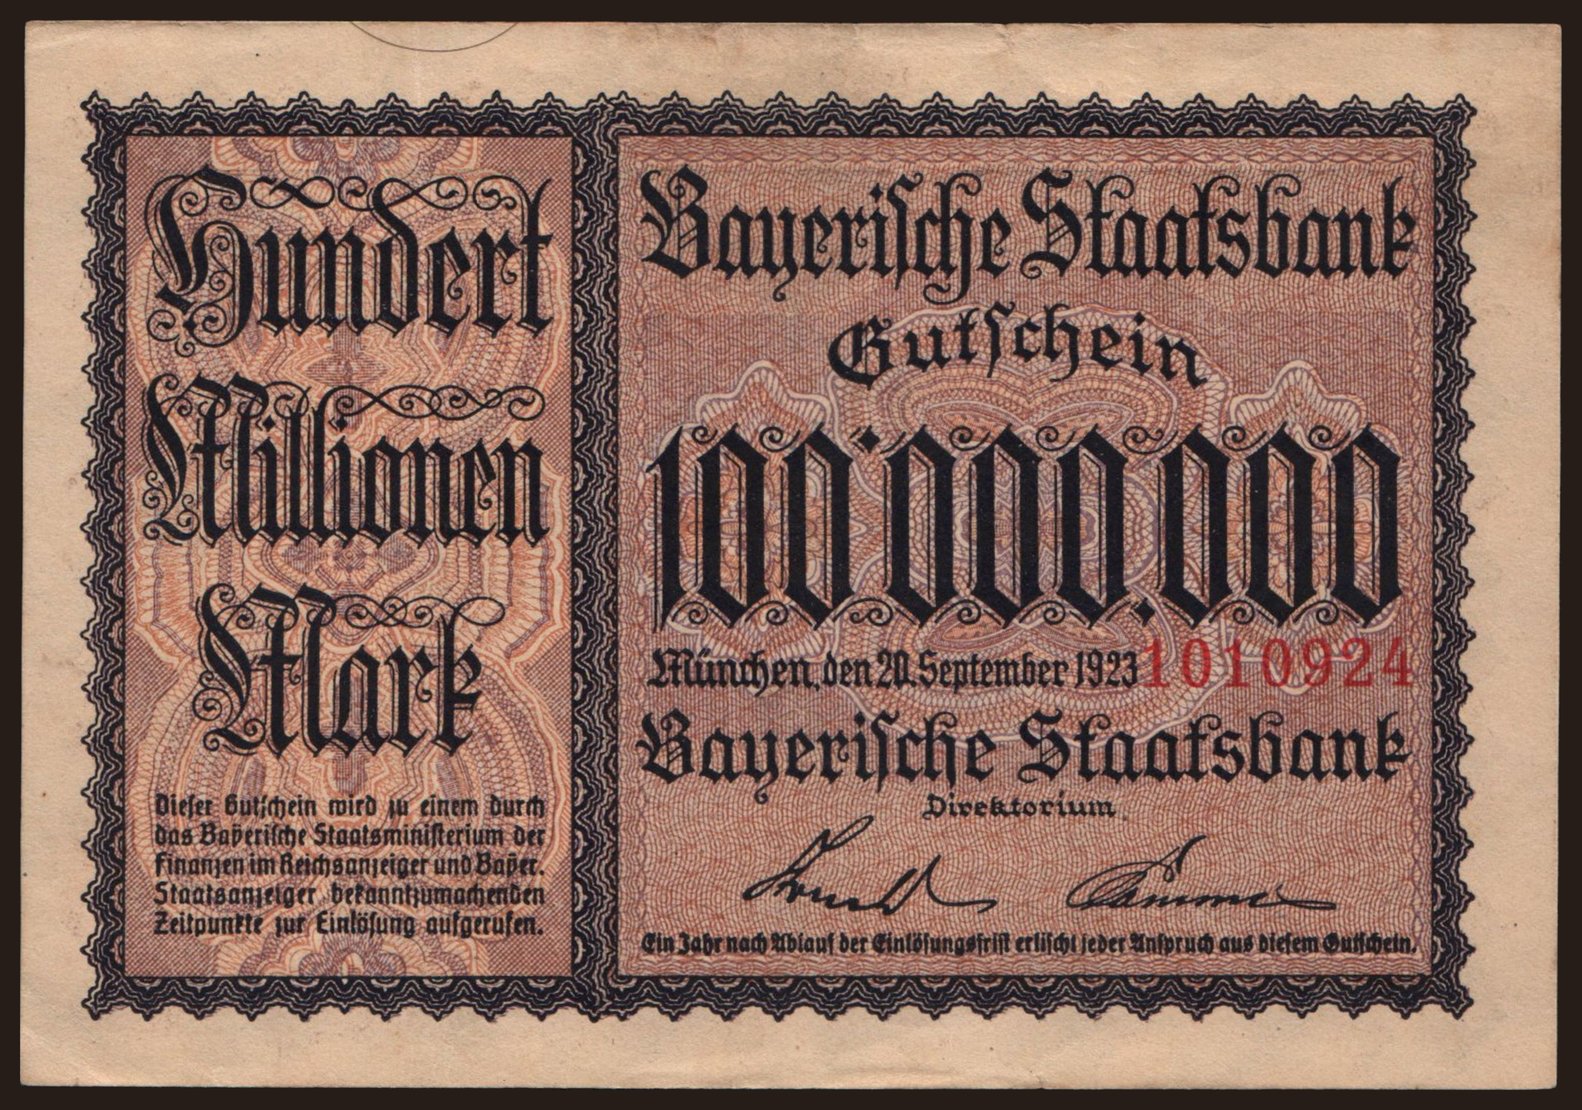 Hundert
Millionen
Mark
Dieser Gutschein wird zu einem durch
das Bayerische Staatsministerium der
Finanzen im Reichsanzeiger und Bayer.
Staatsanzeiger bekanntzumachenden
Zeitpunkte zur Einlösung aufgerufen.
Bayerische Staatsbank
Gutschein
100'000.000
München, den 20. September 1923 1010924
Bayerische Staatsbank
Direktorium.
Ein Jahr nach Ablauf der Einlösungsfrist erlischt jeder Anspruch aus diesem Gutschein.